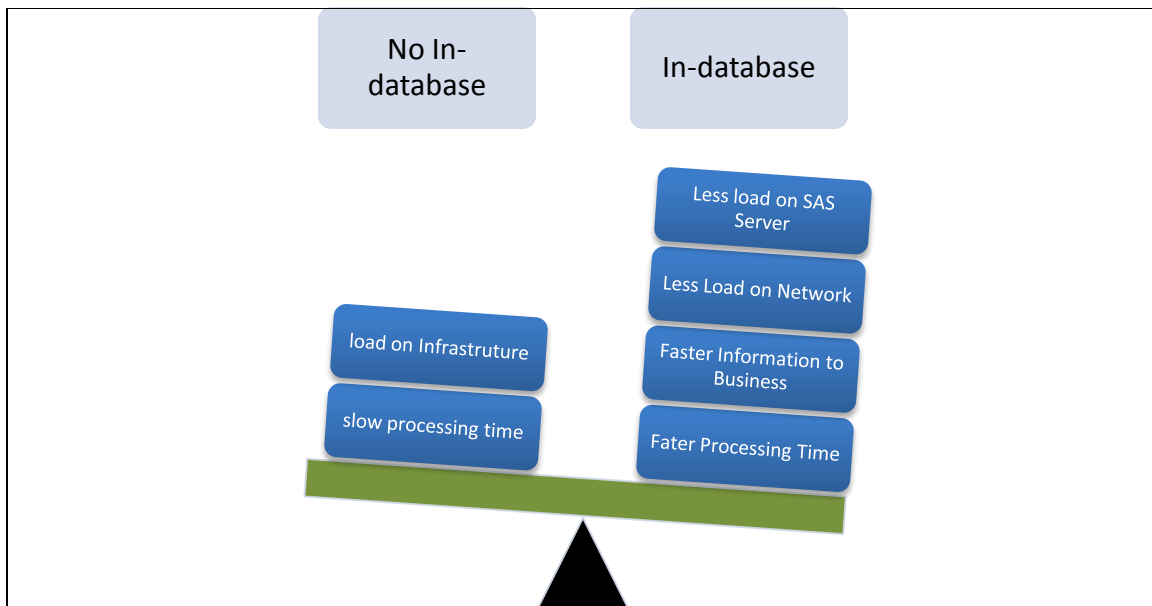 No In-
database
In-database
Less load on SAS
Server
Less Load on Network
Faster Information to
Business
Fater Processing Time
load on Infrastruture
slow processing time